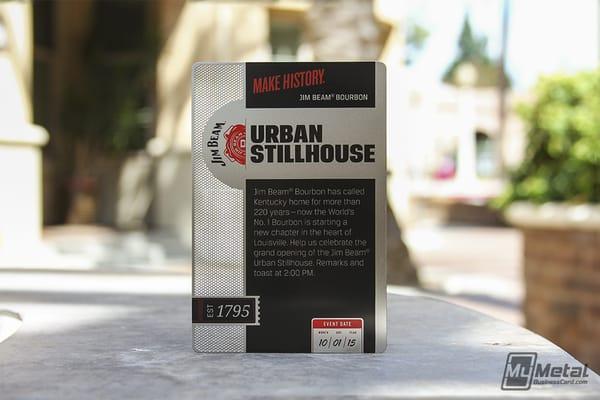 MAKE HISTORY.
JIM BEAM® BOURBON
JIM BEAM
URBAN
STILLHOUSE
Jim Beam® Bourbon has called
Kentucky home for more than
220 years – now the World's
No. 1 Bourbon is starting a
new chapter in the heart of
Louisville. Help us celebrate the
grand opening of the Jim Beam®
Urban Stillhouse. Remarks and
toast at 2:00 PM.
EST 1795
EVENT DATE
MONTH DAY YEAR
10 | 01 | 15
MyMetal
BusinessCard.com